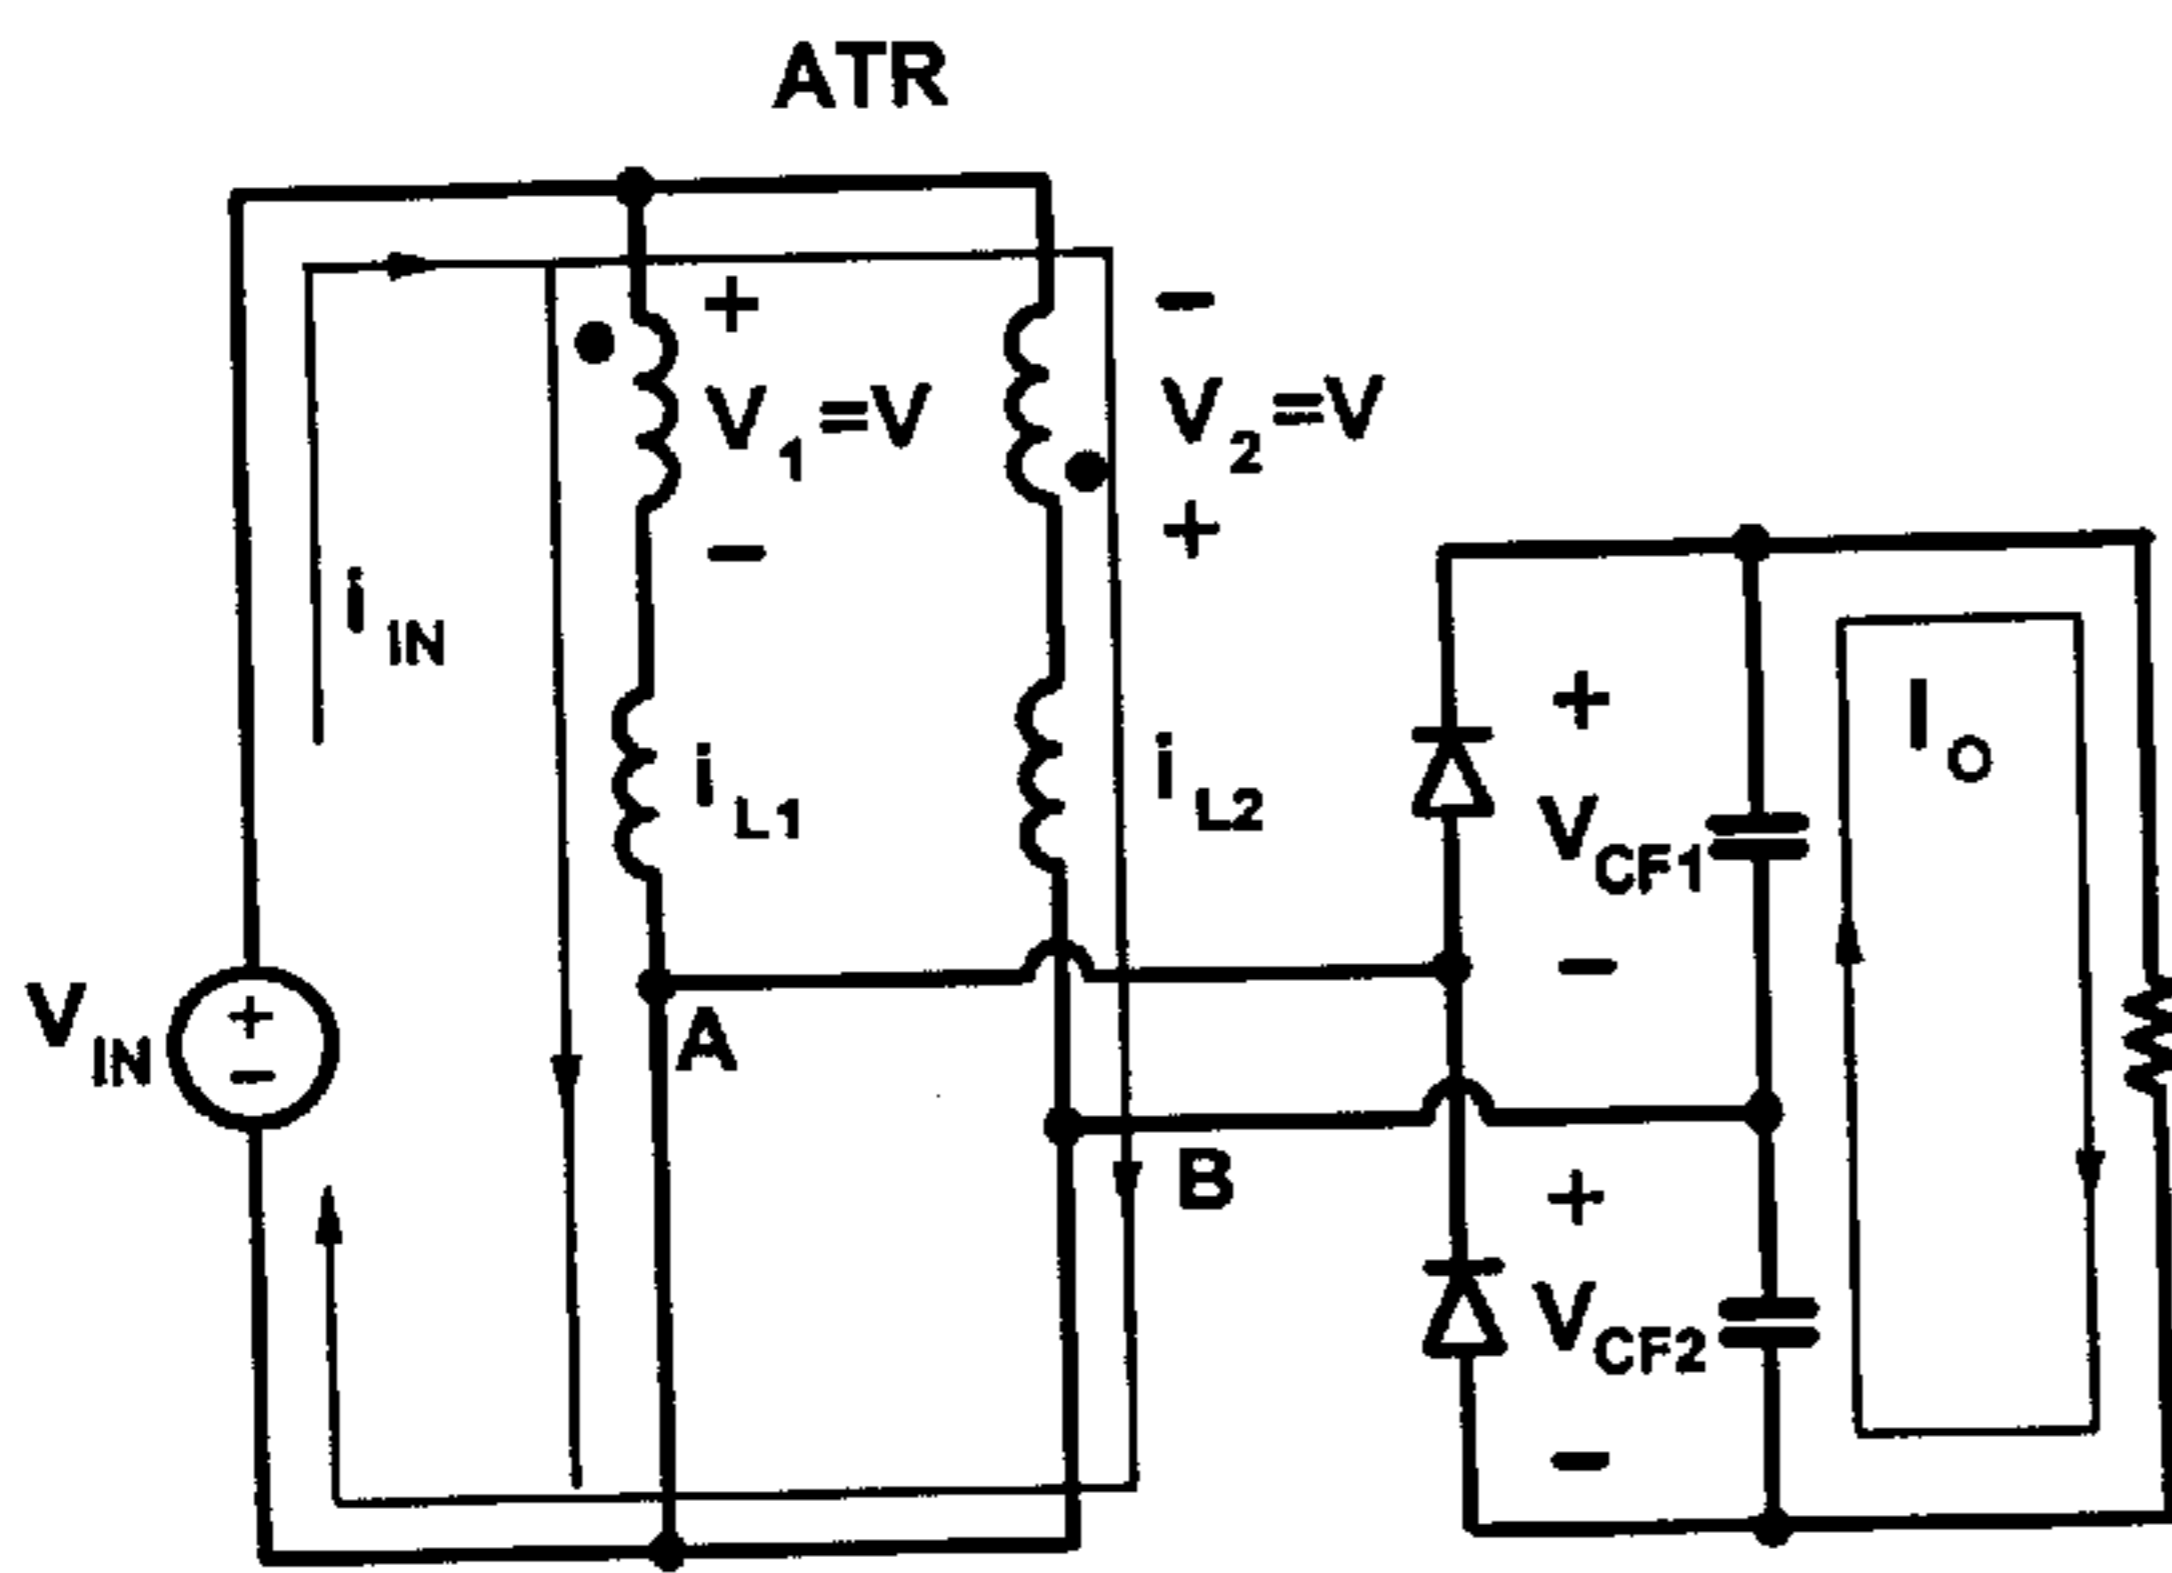 ATR
+
-
V1=V
V2=V
-
+
iIN
+
IO
iL1
iL2
VCF1
VIN
+
-
A
-
B
+
VCF2
-